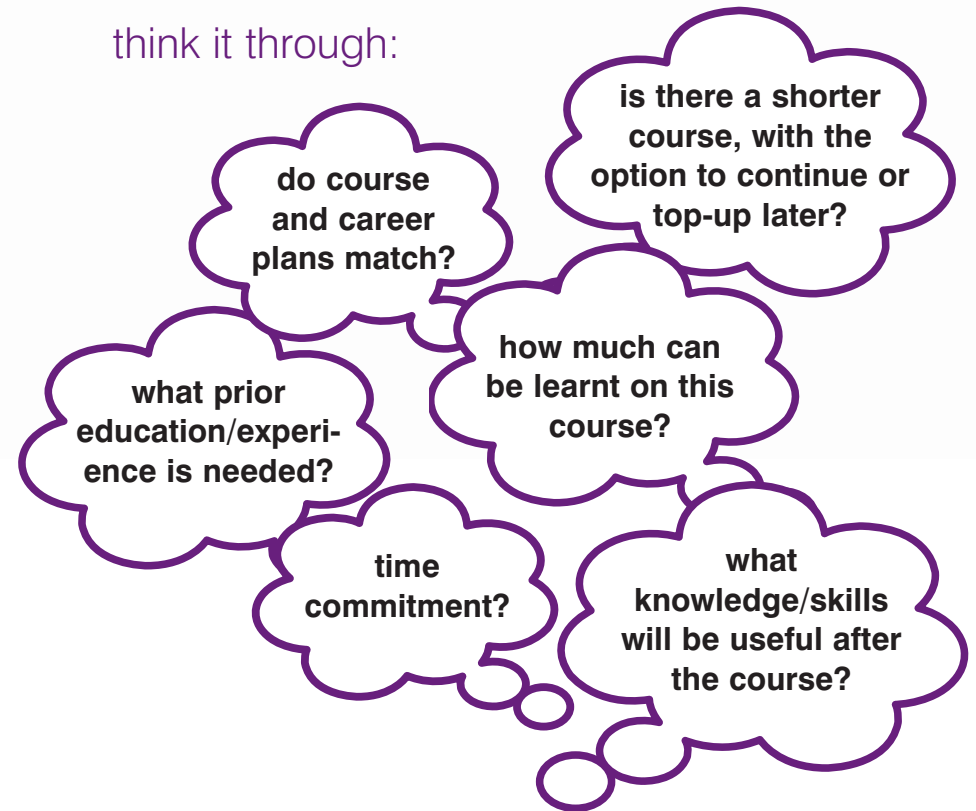 think it through:
is there a shorter
course, with the
option to continue or
top-up later?
do course
and career
plans match?
how much can
be learnt on this
course?
what prior
education/experi-
ence is needed?
time
commitment?
what
knowledge/skills
will be useful after
the course?